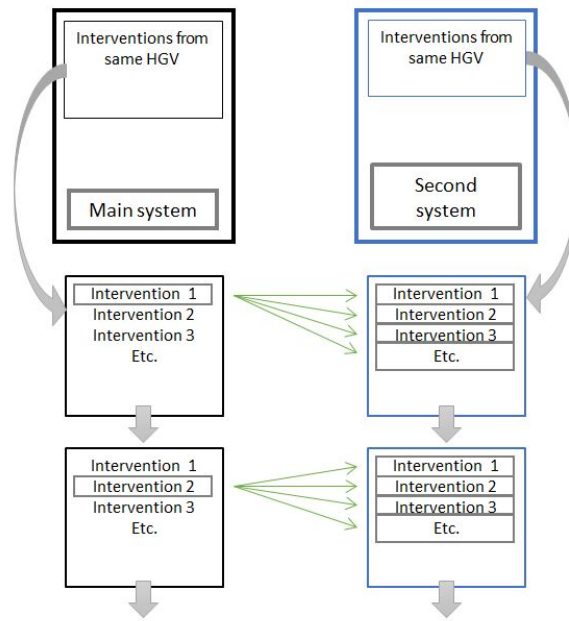 Interventions from
same HGV
Main system
Interventions from
same HGV
Second
system
Intervention 1
Intervention 2
Intervention 3
Etc.
Intervention 1
Intervention 2
Intervention 3
Etc.
Intervention 1
Intervention 2
Intervention 3
Etc.
Intervention 1
Intervention 2
Intervention 3
Etc.